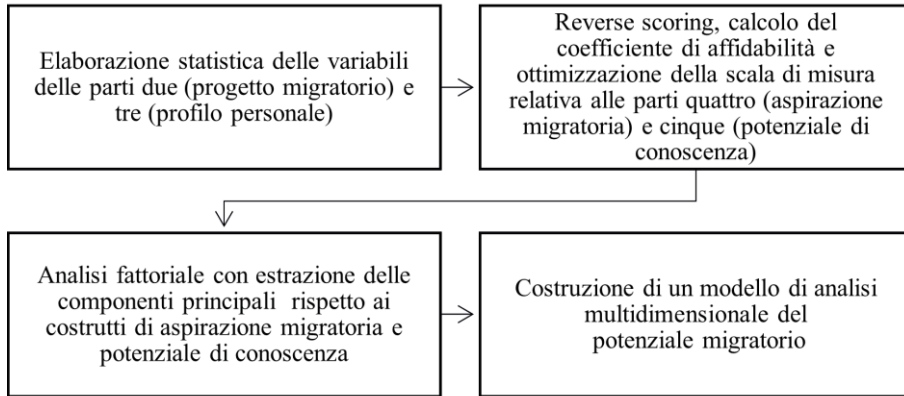 Elaborazione statistica delle variabili
delle parti due (progetto migratorio) e
tre (profilo personale)
Reverse scoring, calcolo del
coefficiente di affidabilità e
ottimizzazione della scala di misura
relativa alle parti quattro (aspirazione
migratoria) e cinque (potenziale di
conoscenza)
Analisi fattoriale con estrazione delle
componenti principali rispetto ai
costrutti di aspirazione migratoria e
potenziale di conoscenza
Costruzione di un modello di analisi
multidimensionale del
potenziale migratorio